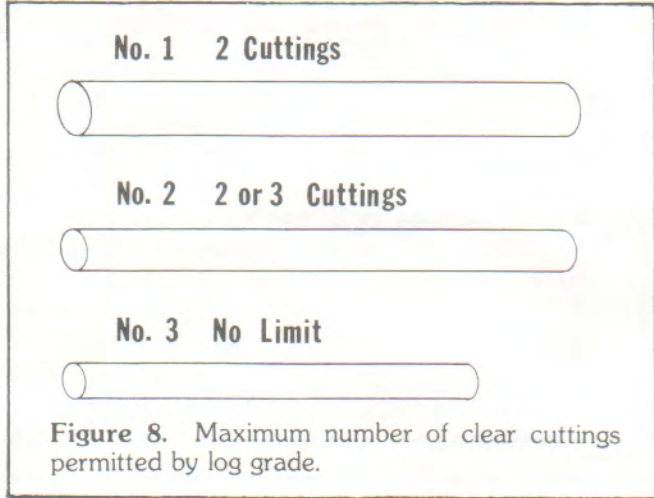 No. 1 2 Cuttings
No. 2 2 or 3 Cuttings
No. 3 No Limit
Figure 8. Maximum number of clear cuttings
permitted by log grade.